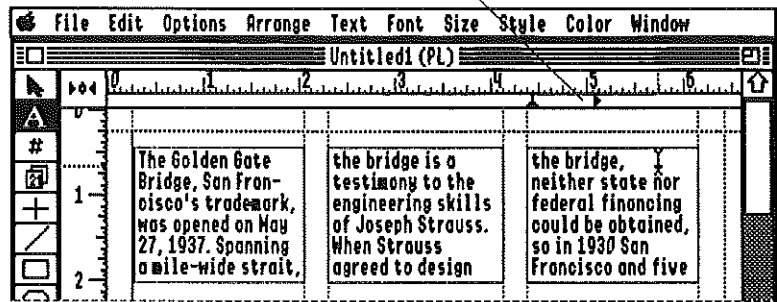 File Edit Options Arrange Text Font Size Style Color Window
Untitled1 (PL)
0 1 2 3 4 5 6
0
#
21
1
2
The Golden Gate
Bridge, San Fran-
cisco's trademark,
was opened on May
27, 1937. Spanning
a mile-wide strait,
the bridge is a
testimony to the
engineering skills
of Joseph Strauss.
When Strauss
agreed to design
the bridge,
neither state nor
federal financing
could be obtained,
so in 1930 San
Francisco and five